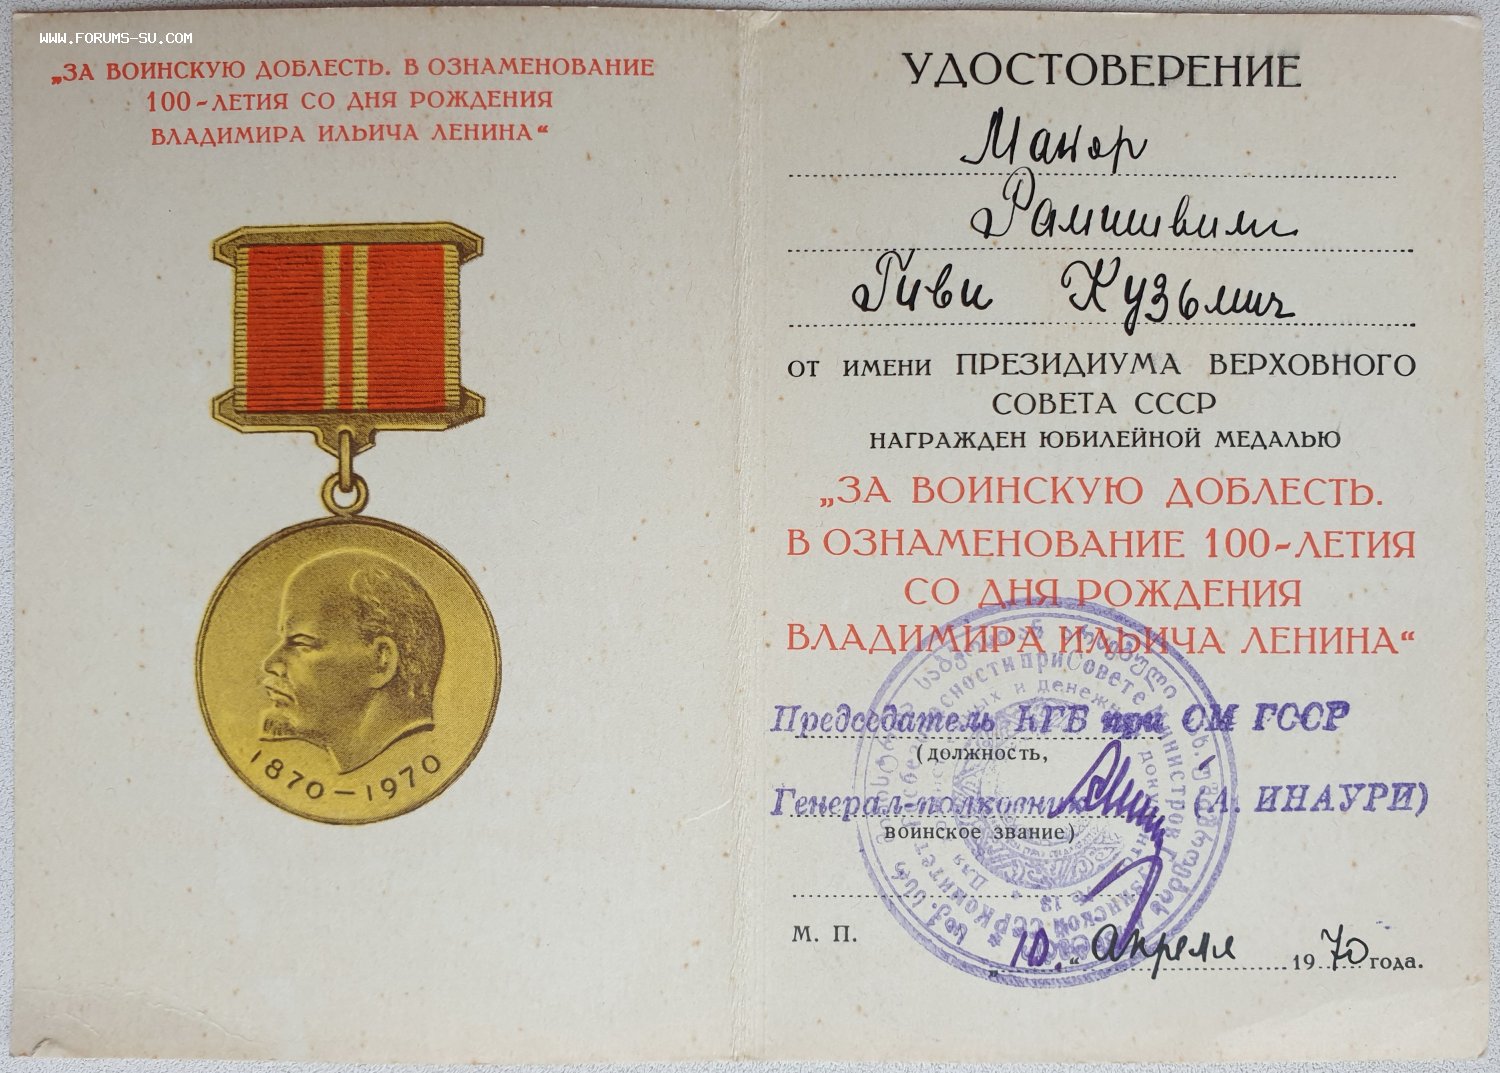 WWW.FORUMS-SU.COM
„ЗА ВОИНСКУЮ ДОБЛЕСТЬ. В ОЗНАМЕНОВАНИЕ
100-ЛЕТИЯ СО ДНЯ РОЖДЕНИЯ
ВЛАДИМИРА ИЛЬИЧА ЛЕНИНА“
1870-1970
УДОСТОВЕРЕНИЕ
Майор
Рамишвили
Гиви Кузьмич
ОТ ИМЕНИ ПРЕЗИДИУМА ВЕРХОВНОГО
СОВЕТА СССР
НАГРАЖДЕН ЮБИЛЕЙНОЙ МЕДАЛЬЮ
„ЗА ВОИНСКУЮ ДОБЛЕСТЬ.
В ОЗНАМЕНОВАНИЕ 100-ЛЕТИЯ
СО ДНЯ РОЖДЕНИЯ
ВЛАДИМИРА ИЛЬИЧА ЛЕНИНА“
Председатель КГБ при СМ ГССР
(должность,
Генерал-полковник (А. ИНАУРИ)
воинское звание)
М. П.
„10.“ Апреля 1970 года.